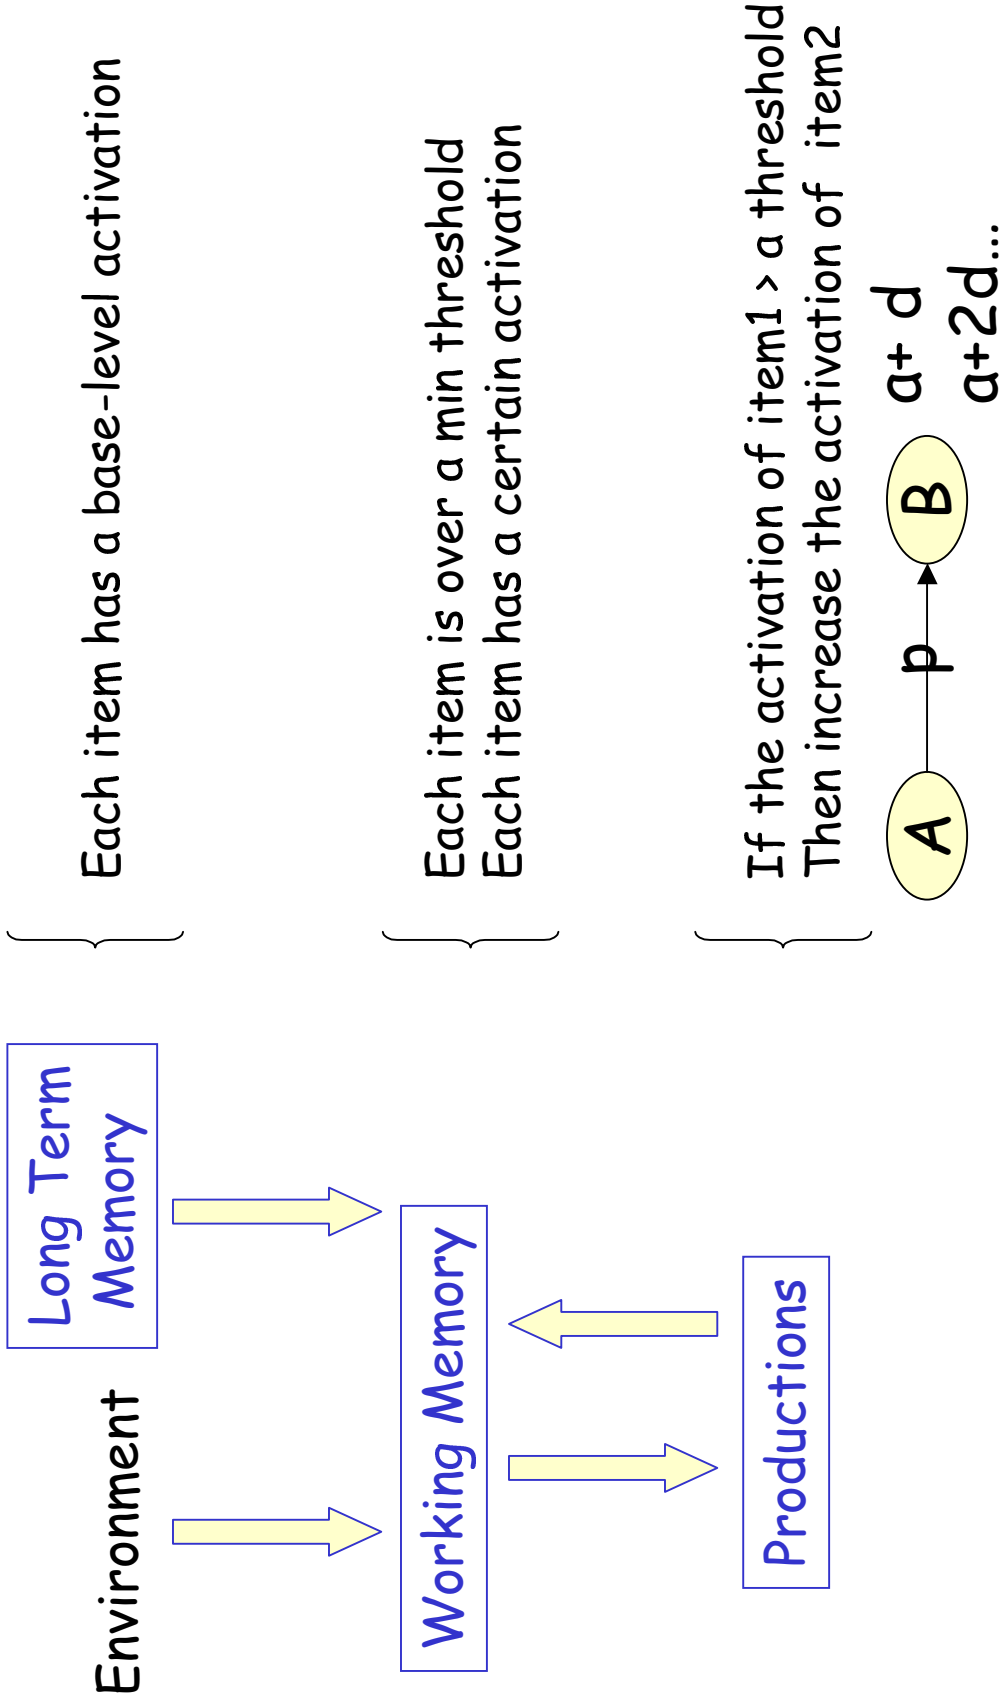 Environment
Long Term
Memory
Each item has a base-level activation
Working Memory
Each item is over a min threshold
Each item has a certain activation
Productions
If the activation of item1 > a threshold
Then increase the activation of item2
A
p
B
a+ d
a+2d...